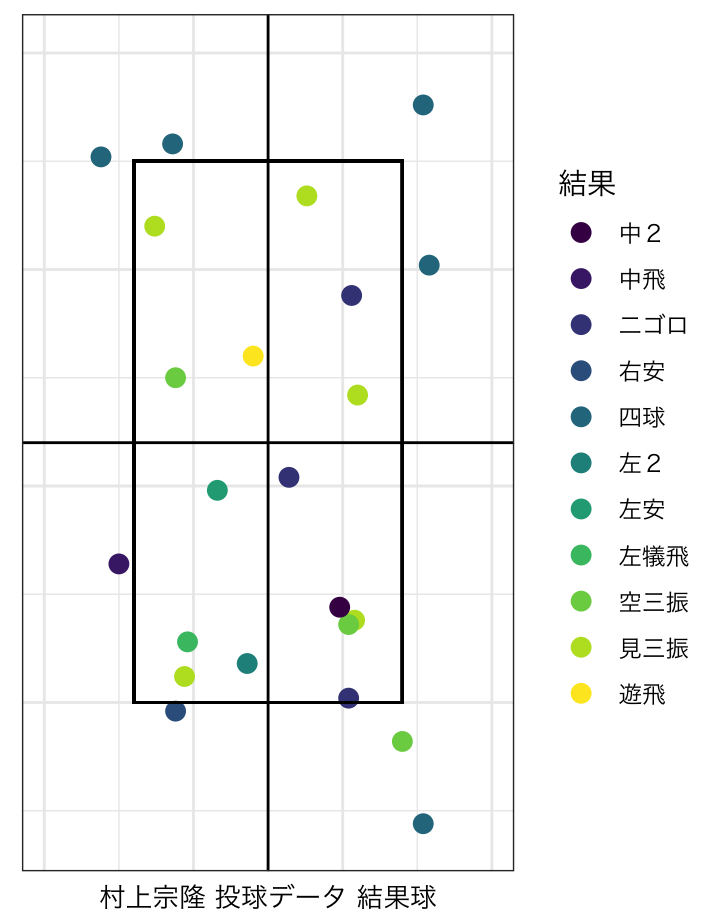 結果
中２
中飛
ニゴロ
右安
四球
左２
左安
左犠飛
空三振
見三振
遊飛
村上宗隆 投球データ 結果球